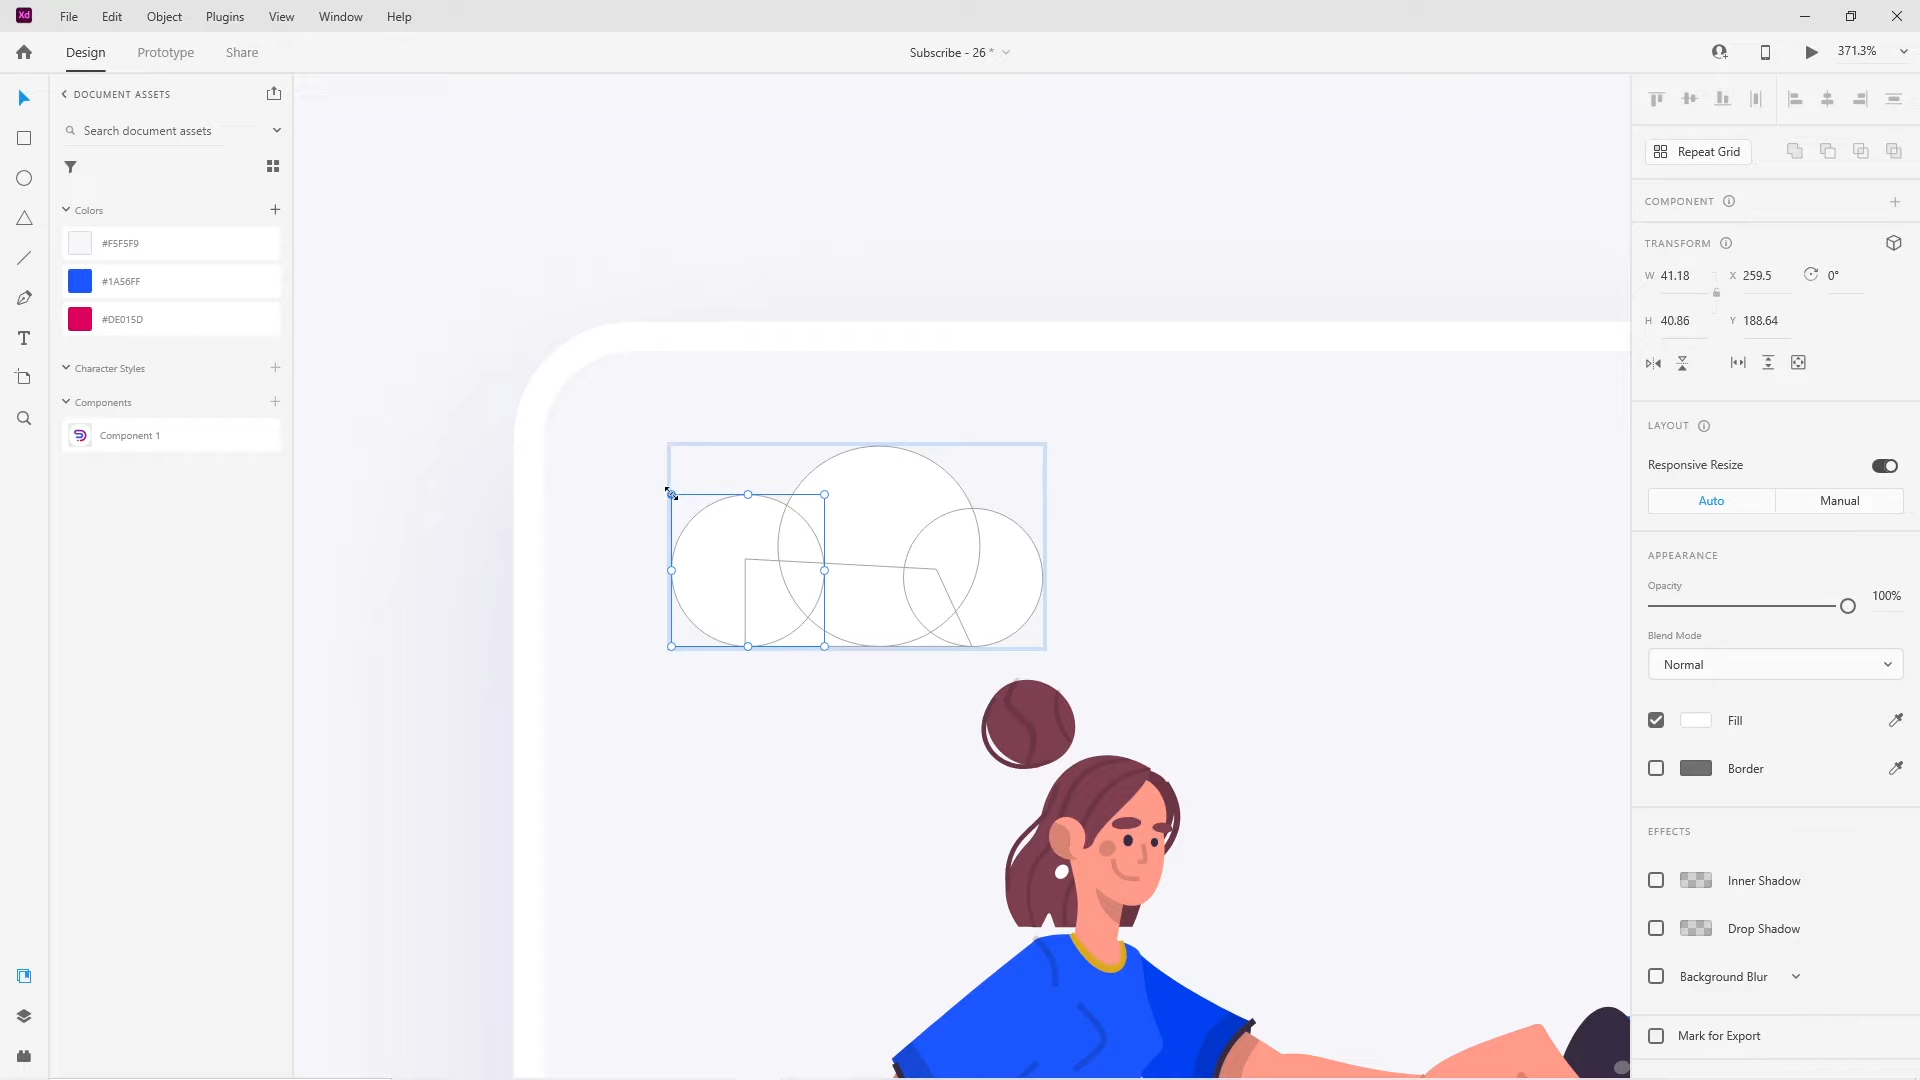 Xd File Edit Object Plugins View Window Help
Design Prototype Share Subscribe - 26 * 371.3%
DOCUMENT ASSETS
Search document assets
Colors
#F5F5F9
#1A56FF
#DE015D
Character Styles
Components
Component 1
Repeat Grid
COMPONENT
TRANSFORM
W 41.18 X 259.5 0°
H 40.86 Y 188.64
LAYOUT
Responsive Resize
Auto Manual
APPEARANCE
Opacity
100%
Blend Mode
Normal
Fill
Border
EFFECTS
Inner Shadow
Drop Shadow
Background Blur
Mark for Export